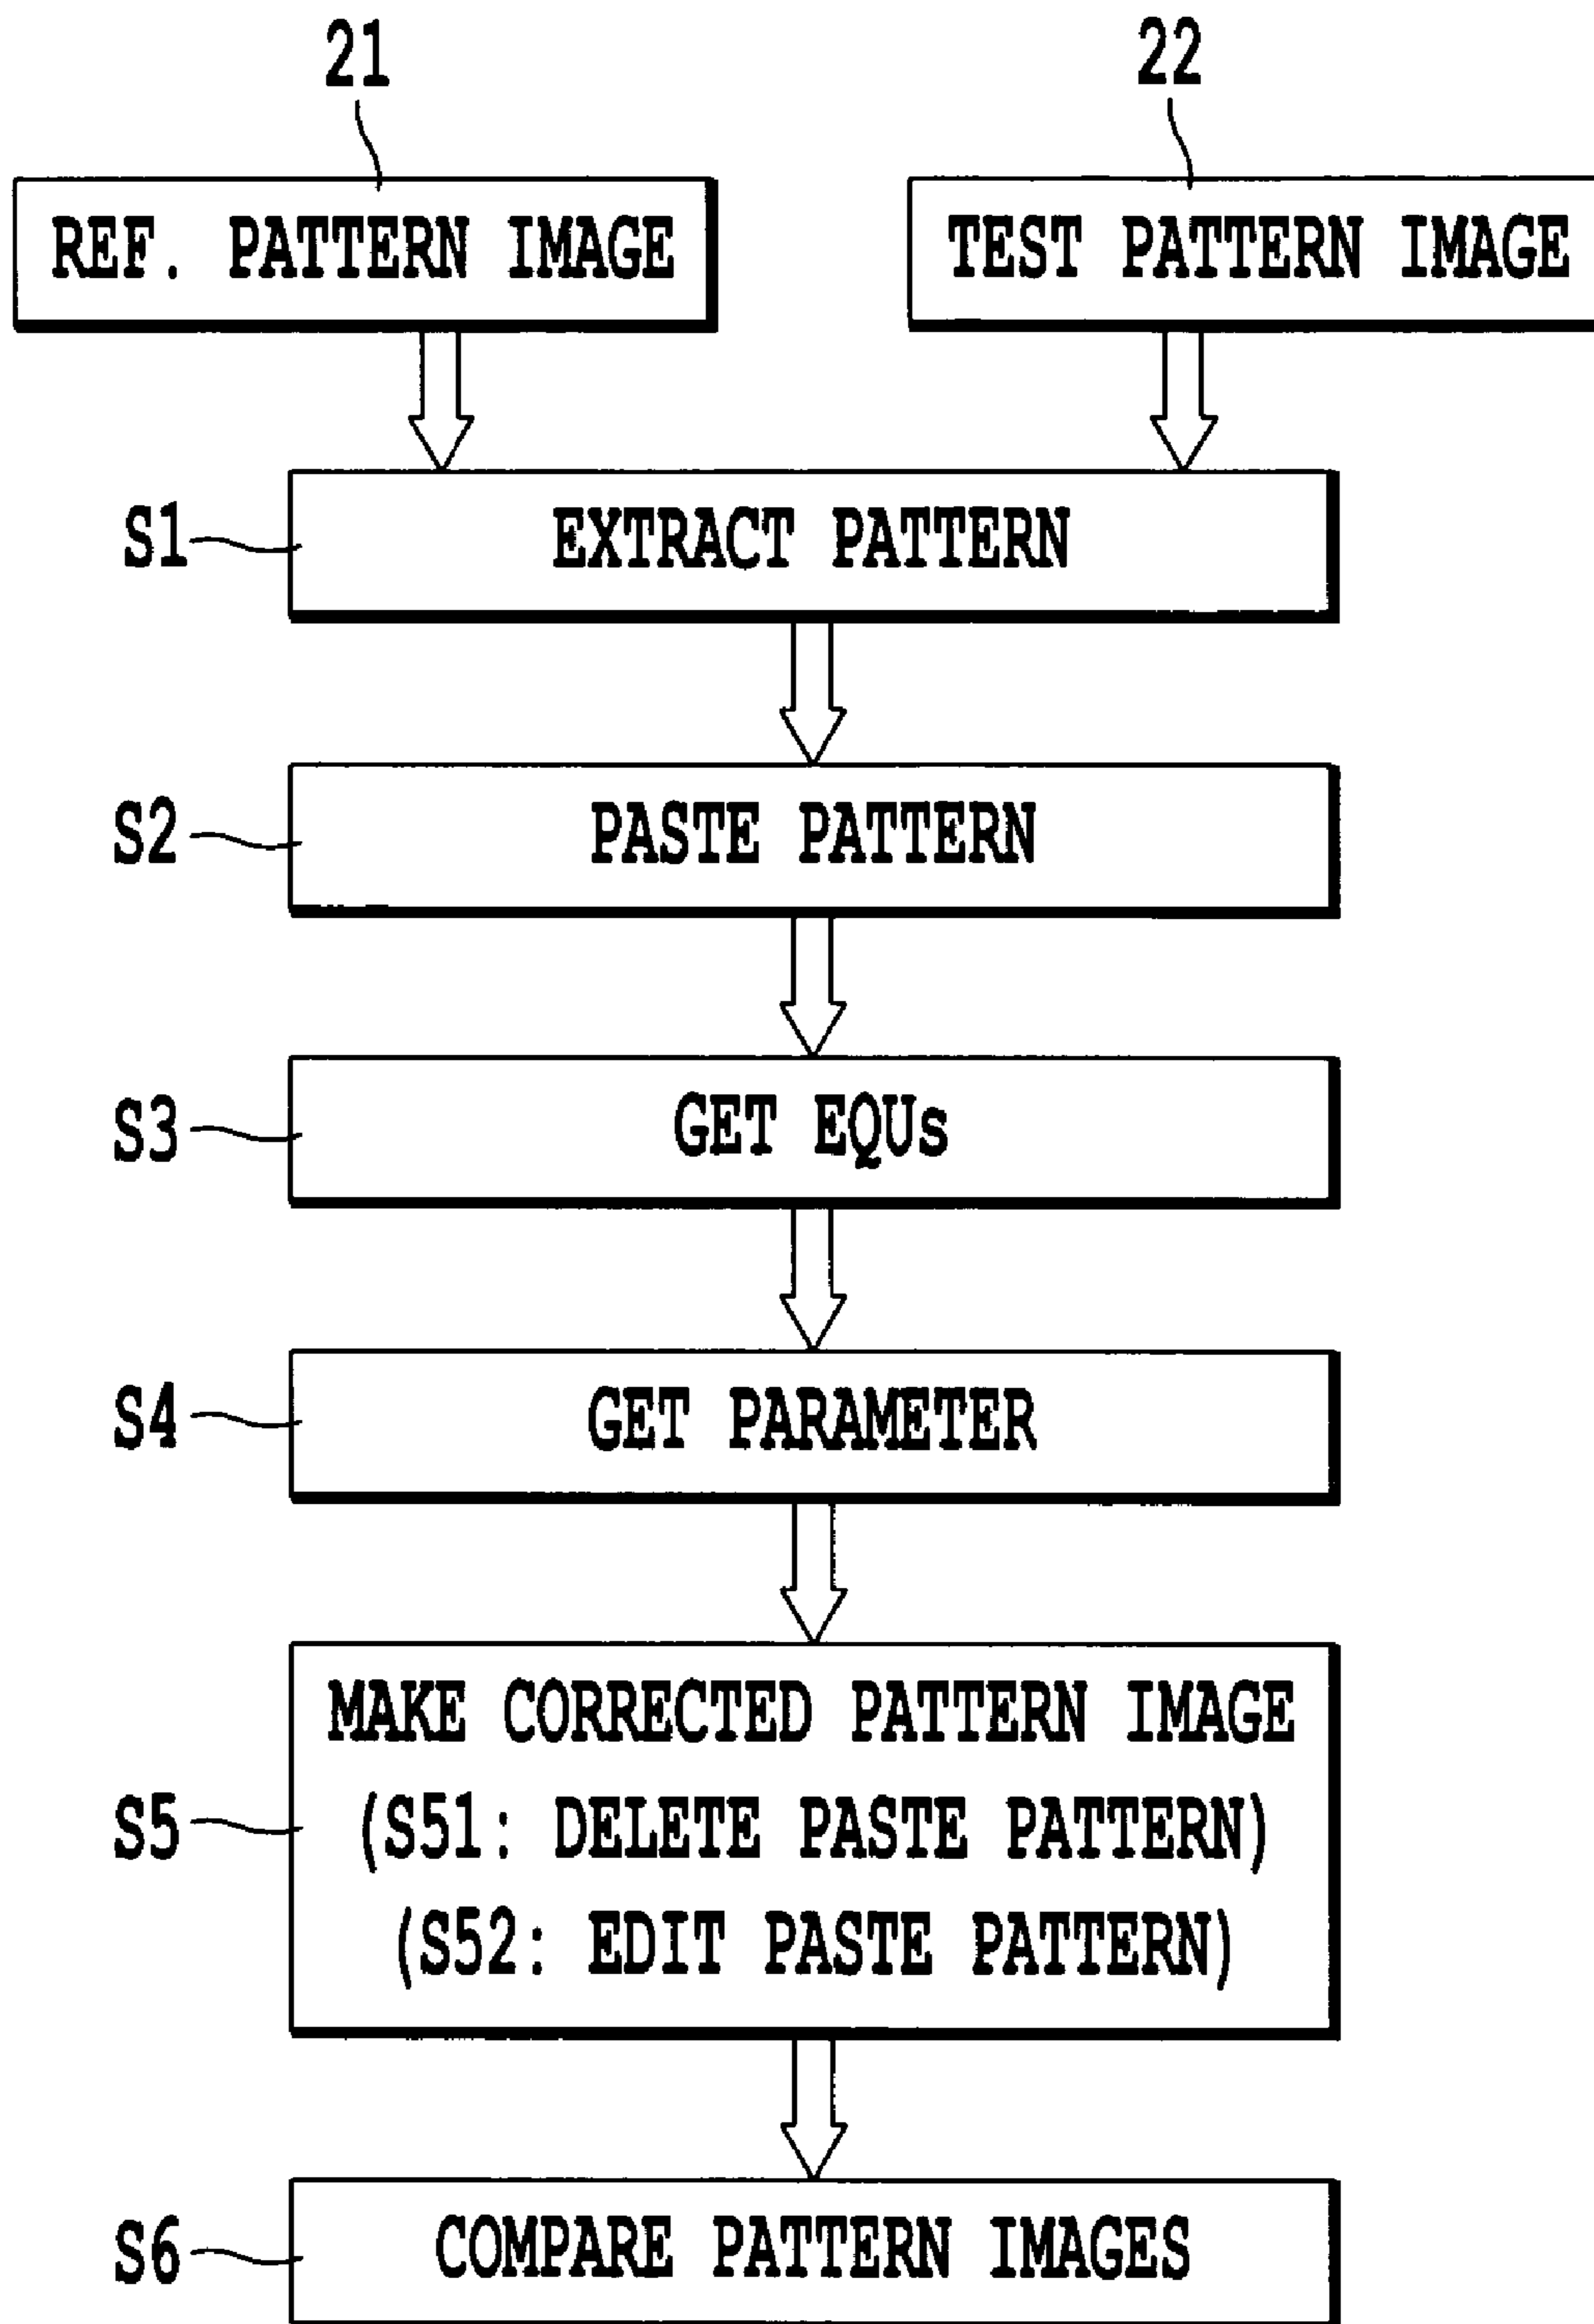 21
22
REF. PATTERN IMAGE
TEST PATTERN IMAGE
S1
EXTRACT PATTERN
S2
PASTE PATTERN
S3
GET EQUs
S4
GET PARAMETER
S5
MAKE CORRECTED PATTERN IMAGE
(S51: DELETE PASTE PATTERN)
(S52: EDIT PASTE PATTERN)
S6
COMPARE PATTERN IMAGES